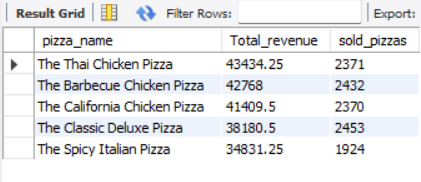 Result Grid Filter Rows: Export:
pizza_name Total_revenue sold_pizzas
The Thai Chicken Pizza 43434.25 2371
The Barbecue Chicken Pizza 42768 2432
The California Chicken Pizza 41409.5 2370
The Classic Deluxe Pizza 38180.5 2453
The Spicy Italian Pizza 34831.25 1924